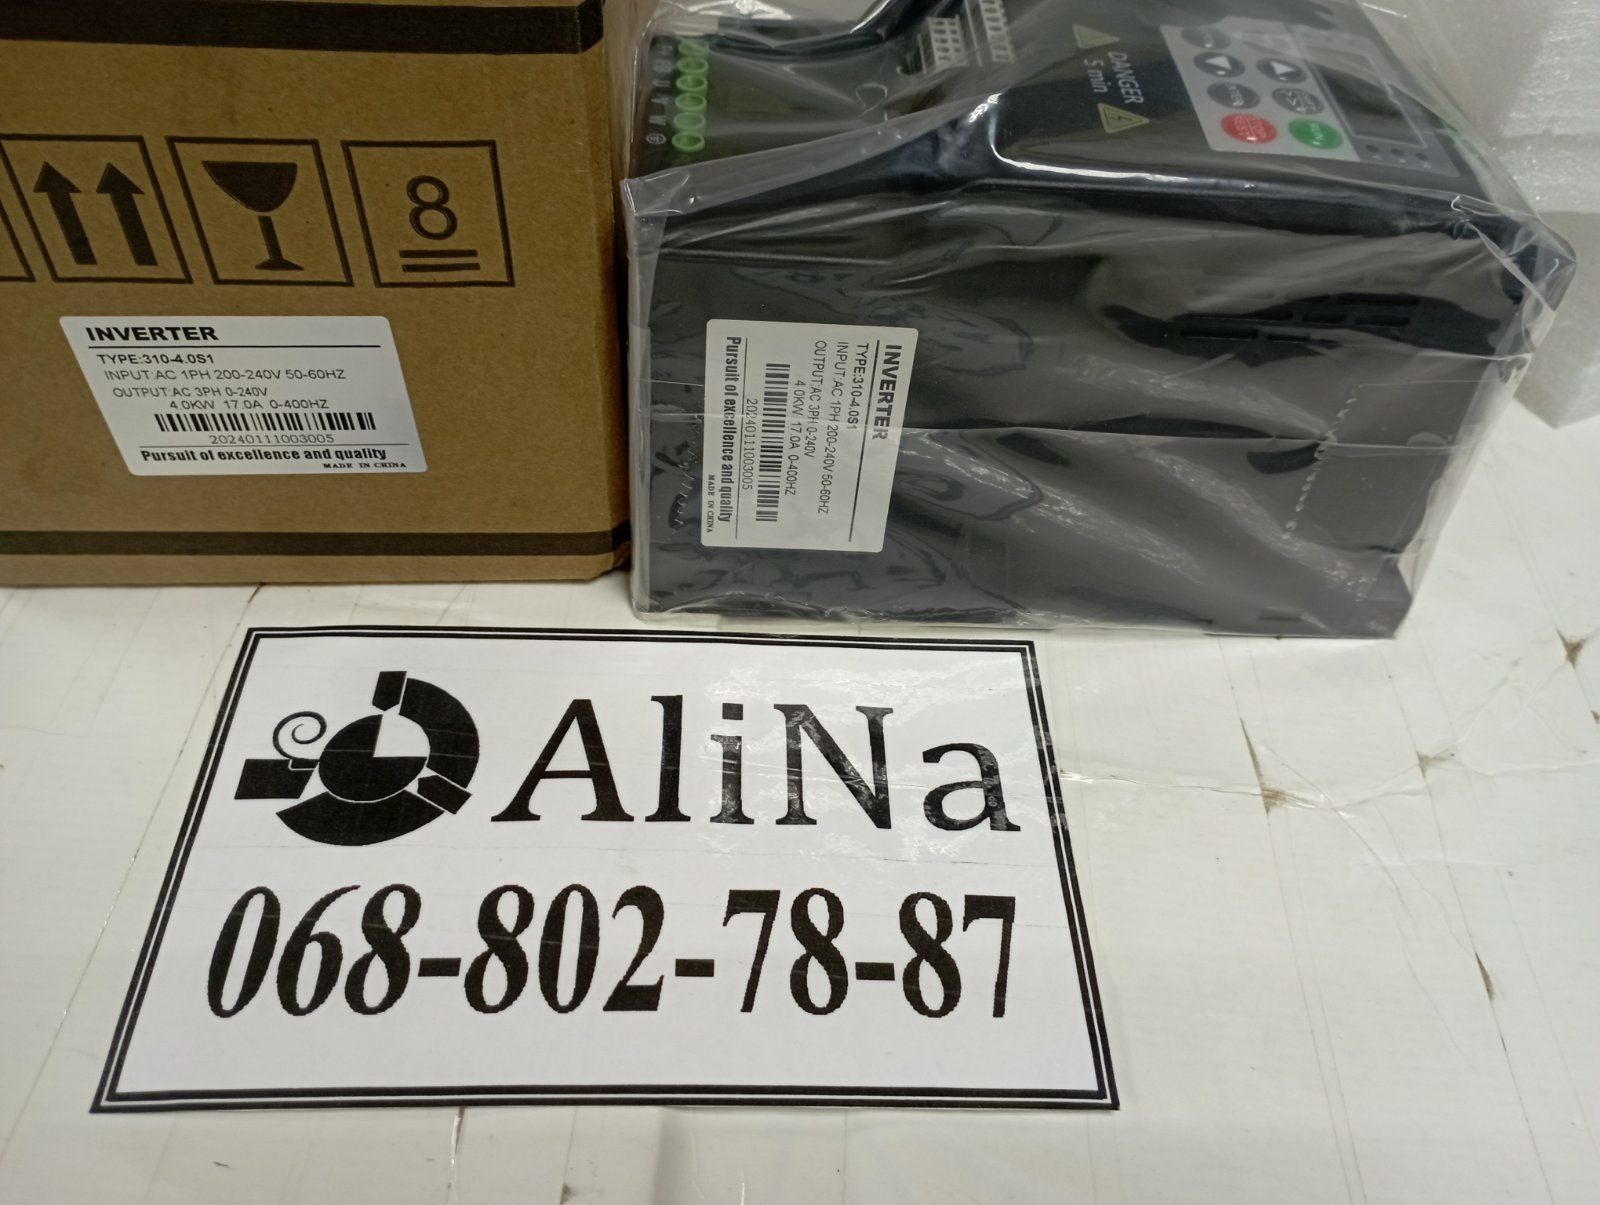 8
INVERTER
TYPE:310-4.0S1
INPUT:AC 1PH 200-240V 50-60HZ
OUTPUT:AC 3PH 0-240V
4.0KW 17.0A 0-400HZ
20240111003005
Pursuit of excellence and quality
MADE IN CHINA
DANGER
5 min
RUN
INVERTER
TYPE:310-4.0S1
INPUT:AC 1PH 200-240V 50-60HZ
OUTPUT:AC 3PH 0-240V
4.0KW 17.0A 0-400HZ
20240111003005
Pursuit of excellence and quality
MADE IN CHINA
AliNa
068-802-78-87